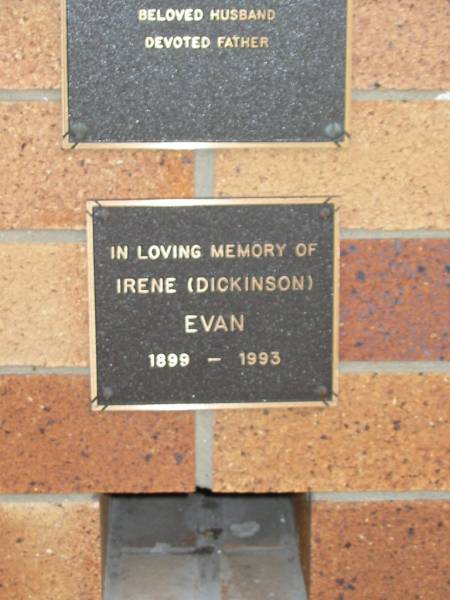 BELOVED HUSBAND
DEVOTED FATHER
IN LOVING MEMORY OF
IRENE (DICKINSON)
EVAN
1899 – 1993